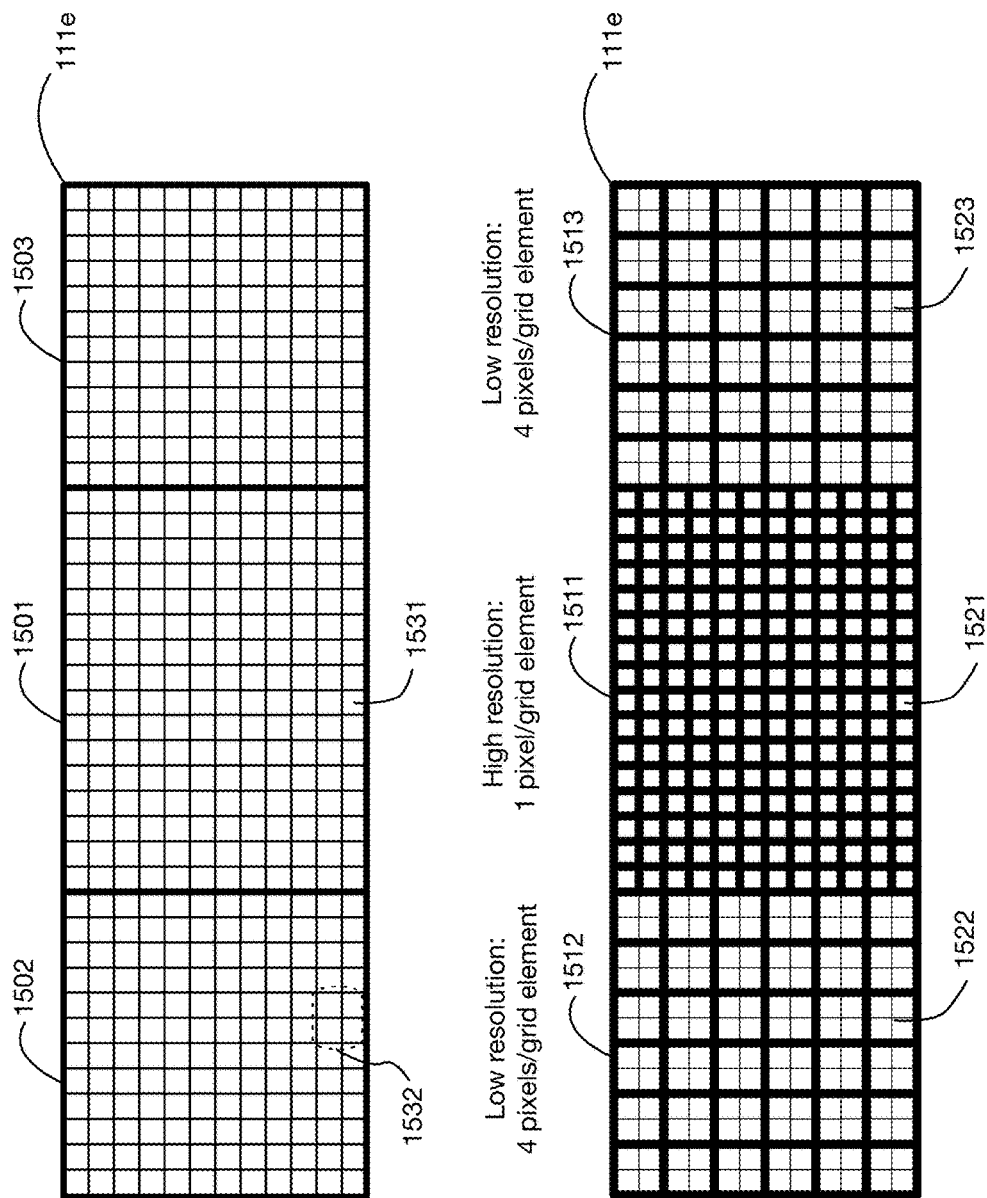 111e
1503
1501
1502
1531
1532
Low resolution:
4 pixels/grid element
High resolution:
1 pixel/grid element
Low resolution:
4 pixels/grid element
111e
1513
1511
1512
1523
1521
1522